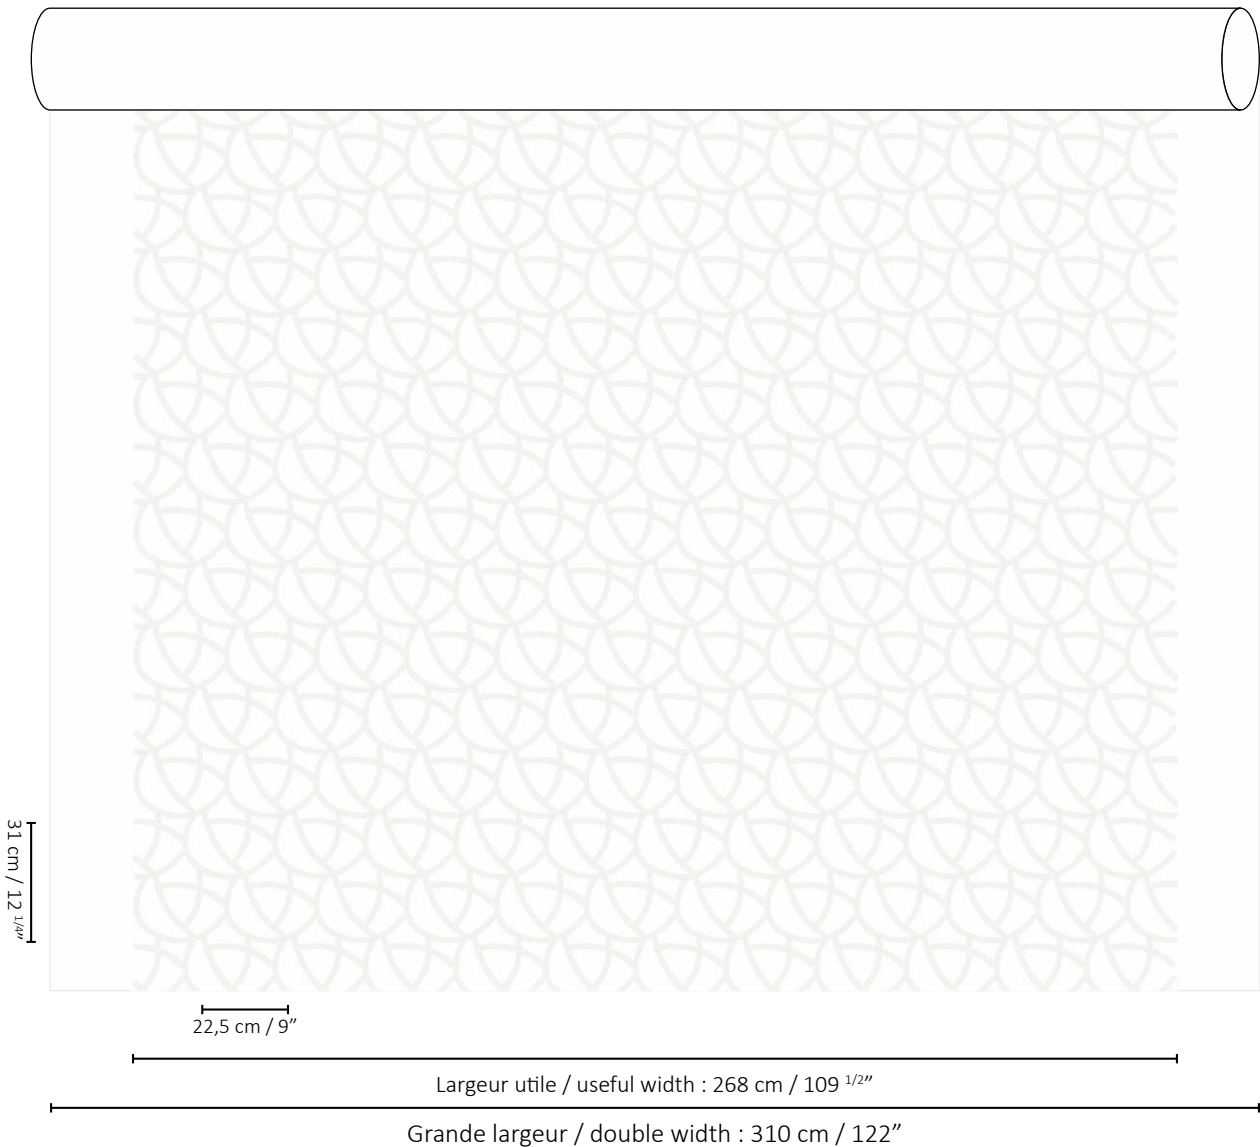 31 cm / 12 1/4”
22,5 cm / 9”
Largeur utile / useful width : 268 cm / 109 1/2”
Grande largeur / double width : 310 cm / 122”